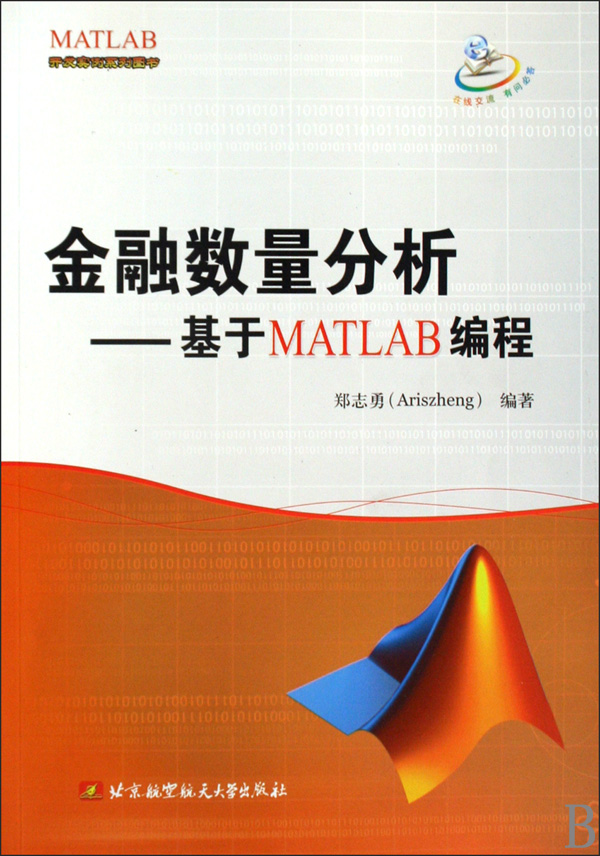 MATLAB
开发实例系列图书
在线交流 有问必答
金融数量分析
——基于MATLAB编程
郑志勇(Ariszheng) 编著
北京航空航天大学出版社
B